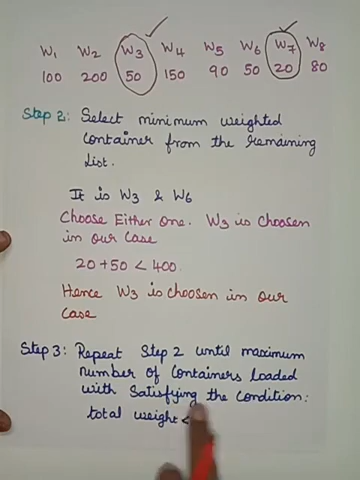 W1 W2 W3 W4 W5 W6 W7 W8
100 200 50 150 90 50 20 80
Step 2: Select minimum weighted
container from the remaining
list.
It is W3 & W6
Choose Either one. W3 is choosen
in our case
20+50 < 400
Hence W3 is choosen in our
case
Step 3: Repeat Step 2 until maximum
number of containers loaded
with satisfying the condition:
total weight <